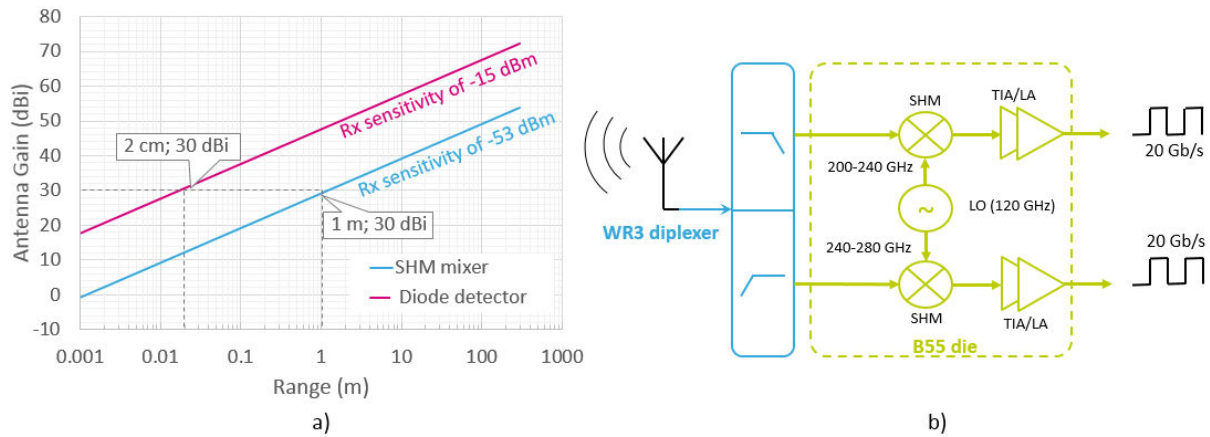 80
70
60
50
40
30
20
10
0
-10
Antenna Gain (dBi)
Rx sensitivity of -15 dBm
Rx sensitivity of -53 dBm
2 cm; 30 dBi
1 m; 30 dBi
SHM mixer
Diode detector
0.001 0.01 0.1 1 10 100 1000
Range (m)
a)
WR3 diplexer
SHM
TIA/LA
20 Gb/s
200-240 GHz
~
LO (120 GHz)
240-280 GHz
20 Gb/s
SHM
TIA/LA
B55 die
b)